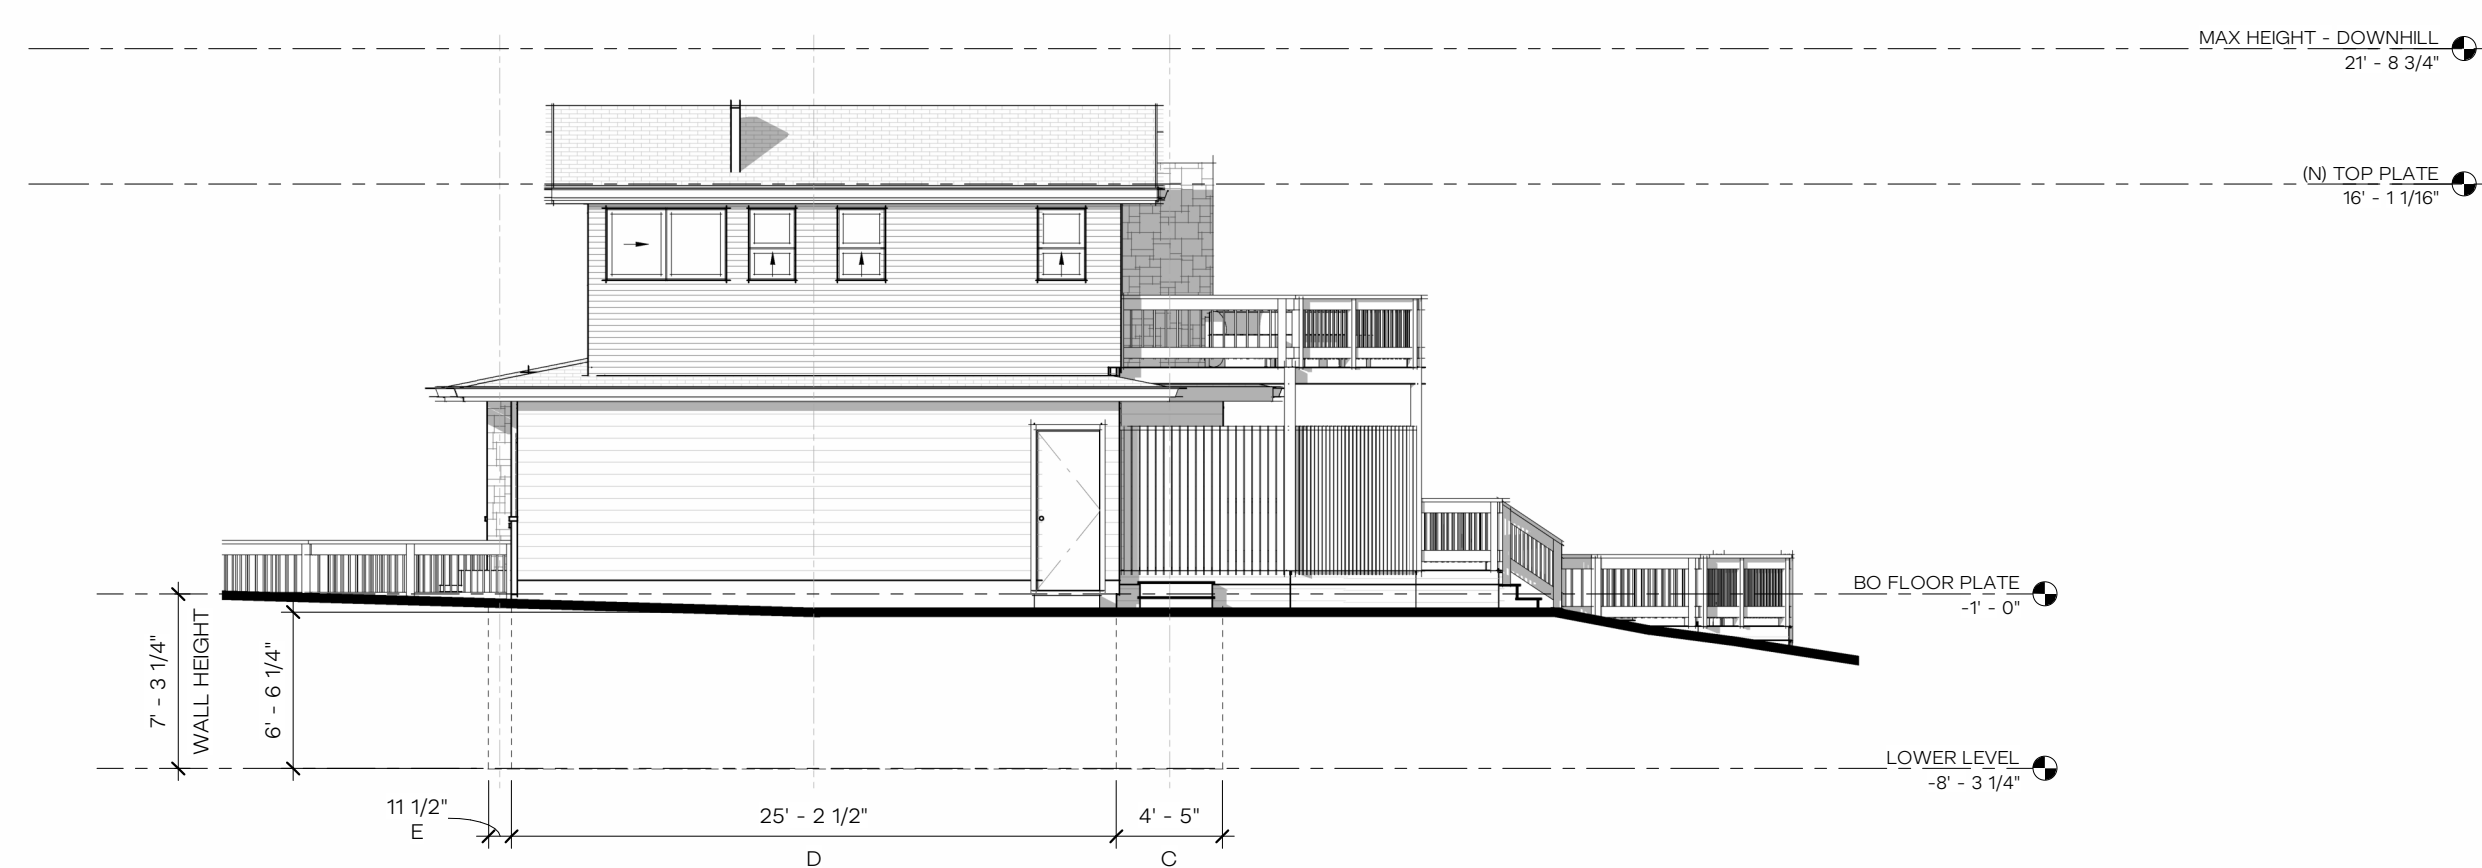 MAX HEIGHT - DOWNHILL
21' - 8 3/4"
(N) TOP PLATE
16' - 1 1/16"
BO FLOOR PLATE
-1' - 0"
7' - 3 1/4"
WALL HEIGHT
6' - 6 1/4"
LOWER LEVEL
-8' - 3 1/4"
11 1/2"
E
25' - 2 1/2"
D
4' - 5"
C